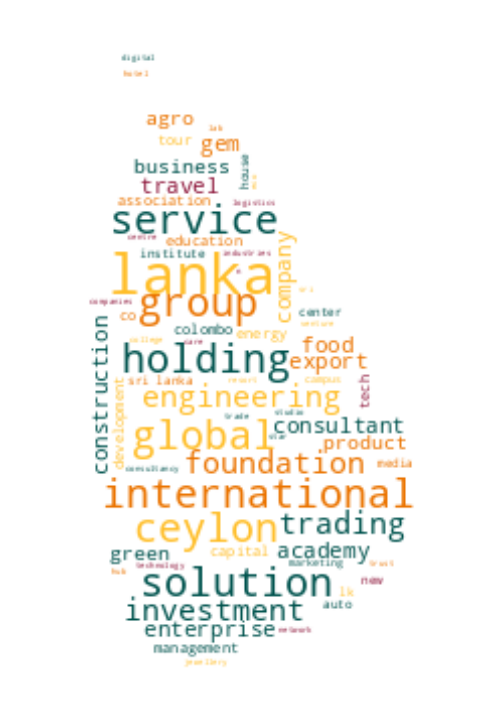 digital
hotel
agro
lab
tour gem
business house
travel
association logistics
service
centre education
institute industries
lanka company
companies group
co center
colombo energy venture
college care food
holding export
construction
sri lanka resort campus tech
development engineering
trade studio
global star consultant
product
consultancy foundation media
international
ceylon trading
green capital academy
technology marketing trust
hub solution new
lk
investment auto
enterprise network
management
jewellery